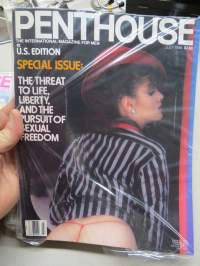 PENTHOUSE
THE INTERNATIONAL MAGAZINE FOR MEN
U.S. EDITION
SPECIAL ISSUE:
THE THREAT
TO LIFE,
LIBERTY,
AND THE
PURSUIT OF
SEXUAL
FREEDOM